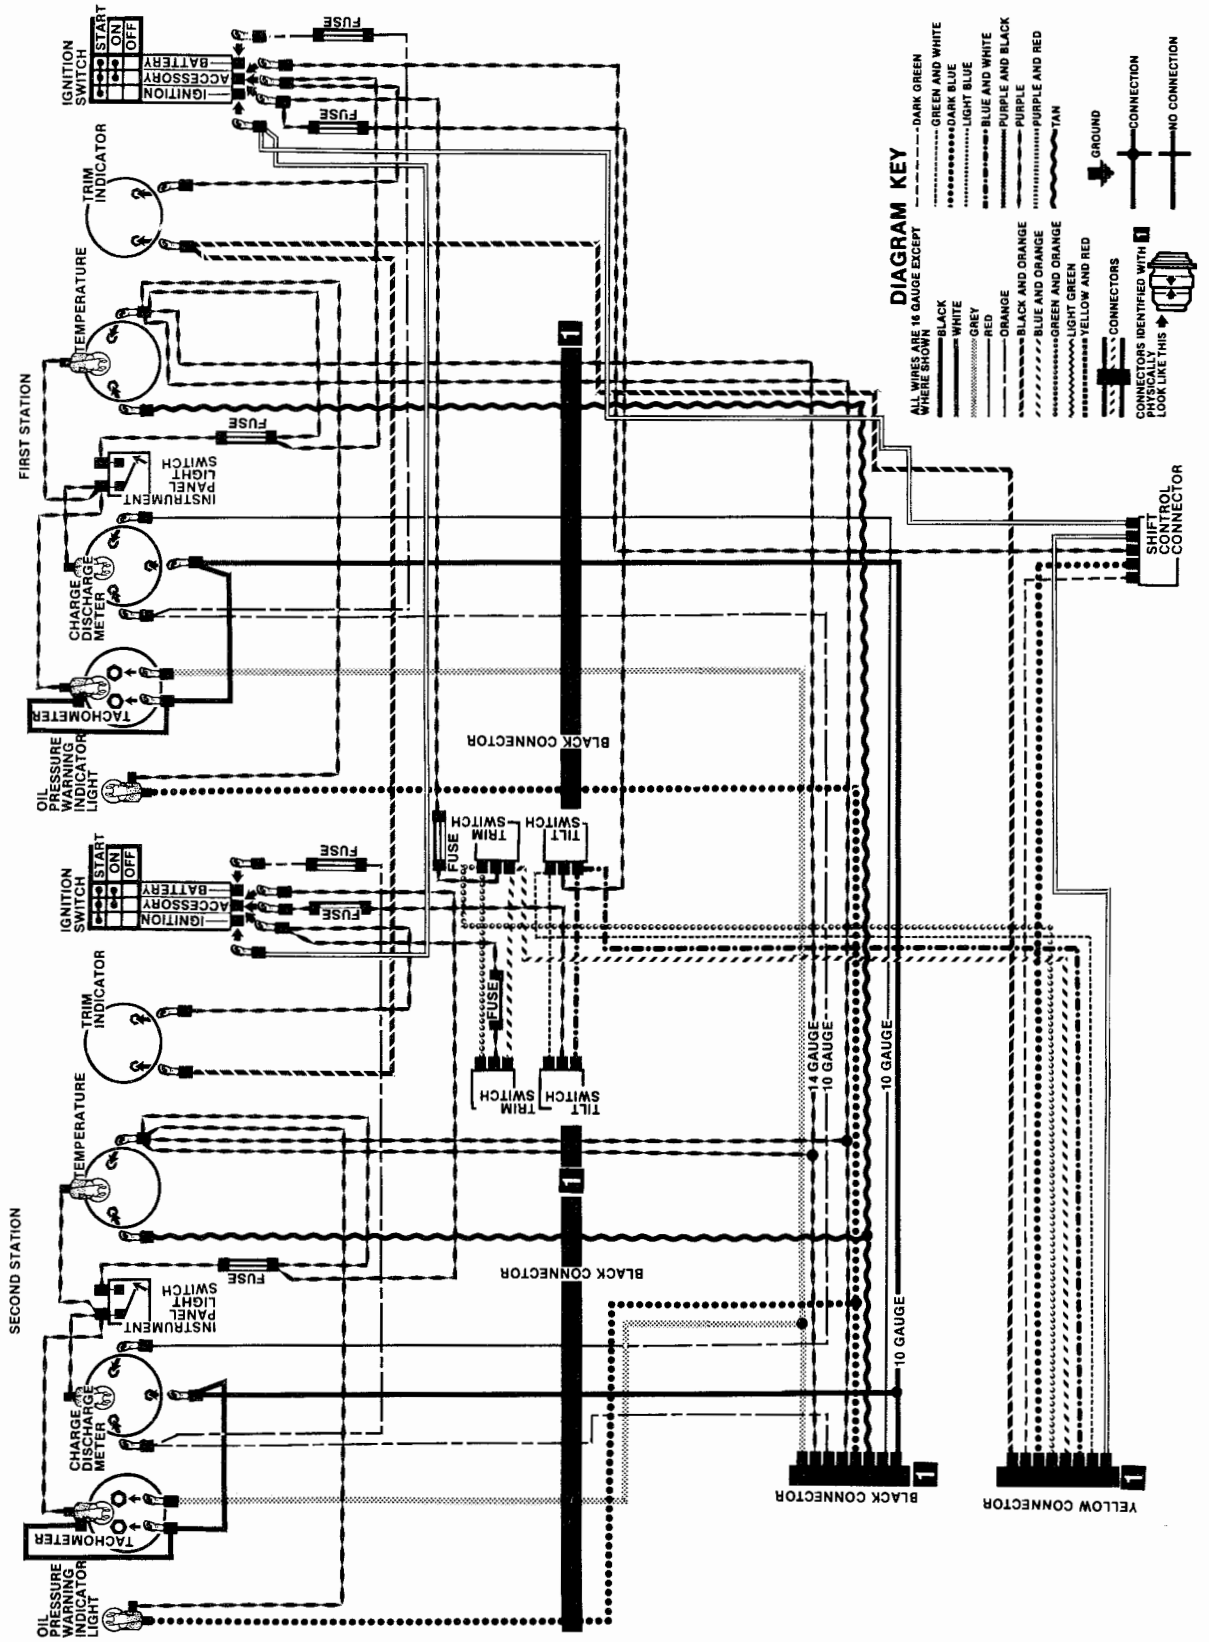 FIRST STATION
IGNITION
SWITCH
START
ON
OFF
BATTERY
ACCESSORY
IGNITION
FUSE
FUSE
TRIM
INDICATOR
TEMPERATURE
FUSE
INSTRUMENT
PANEL
LIGHT
SWITCH
CHARGE
DISCHARGE
METER
TACHOMETER
OIL
PRESSURE
WARNING
INDICATOR
LIGHT
1
BLACK CONNECTOR
FUSE
TRIM
SWITCH
TILT
SWITCH
SECOND STATION
IGNITION
SWITCH
START
ON
OFF
BATTERY
ACCESSORY
IGNITION
FUSE
FUSE
FUSE
TRIM
INDICATOR
TRIM
SWITCH
TILT
SWITCH
TEMPERATURE
FUSE
INSTRUMENT
PANEL
LIGHT
SWITCH
CHARGE
DISCHARGE
METER
TACHOMETER
OIL
PRESSURE
WARNING
INDICATOR
LIGHT
1
BLACK CONNECTOR
14 GAUGE
10 GAUGE
10 GAUGE
10 GAUGE
BLACK CONNECTOR
1
YELLOW CONNECTOR
1
SHIFT
CONTROL
CONNECTOR
DIAGRAM KEY
ALL WIRES ARE 16 GAUGE EXCEPT
WHERE SHOWN
BLACK
WHITE
GREY
RED
ORANGE
BLACK AND ORANGE
BLUE AND ORANGE
GREEN AND ORANGE
LIGHT GREEN
YELLOW AND RED
CONNECTORS
CONNECTORS IDENTIFIED WITH 1
PHYSICALLY
LOOK LIKE THIS
DARK GREEN
GREEN AND WHITE
DARK BLUE
LIGHT BLUE
BLUE AND WHITE
PURPLE AND BLACK
PURPLE
PURPLE AND RED
TAN
GROUND
CONNECTION
NO CONNECTION